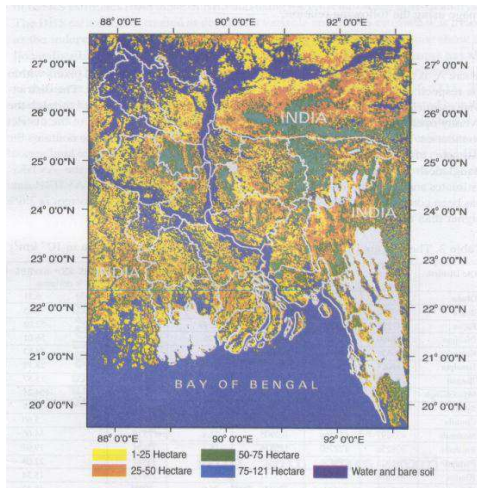 88° 0'0"E 90° 0'0"E 92° 0'0"E
27° 0'0"N 27° 0'0"N
26° 0'0"N INDIA 26° 0'0"N
25° 0'0"N 25° 0'0"N
24° 0'0"N INDIA 24° 0'0"N
23° 0'0"N INDIA 23° 0'0"N
22° 0'0"N 22° 0'0"N
21° 0'0"N 21° 0'0"N
BAY OF BENGAL
20° 0'0"N 20° 0'0"N
88° 0'0"E 90° 0'0"E 92° 0'0"E
1-25 Hectare 50-75 Hectare
25-50 Hectare 75-121 Hectare Water and bare soil